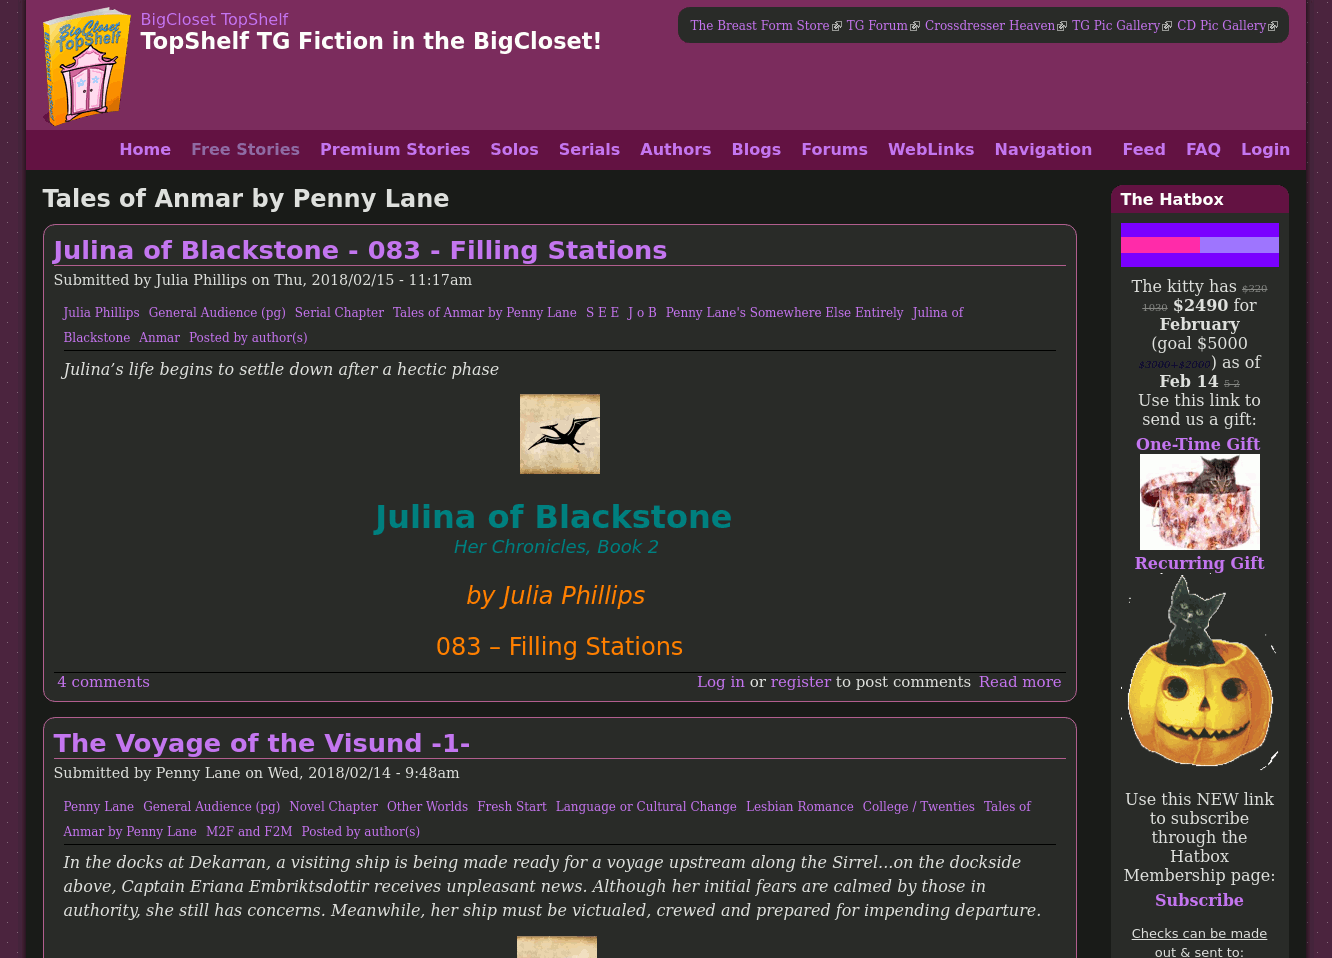 BigCloset TopShelf
BigCloset TopShelf
TopShelf TG Fiction in the BigCloset!
The Breast Form Store TG Forum Crossdresser Heaven TG Pic Gallery CD Pic Gallery
Home Free Stories Premium Stories Solos Serials Authors Blogs Forums WebLinks Navigation Feed FAQ Login
Tales of Anmar by Penny Lane
Julina of Blackstone - 083 - Filling Stations
Submitted by Julia Phillips on Thu, 2018/02/15 - 11:17am
Julia Phillips General Audience (pg) Serial Chapter Tales of Anmar by Penny Lane S E E J o B Penny Lane's Somewhere Else Entirely Julina of
Blackstone Anmar Posted by author(s)
Julina’s life begins to settle down after a hectic phase
Julina of Blackstone
Her Chronicles, Book 2
by Julia Phillips
083 – Filling Stations
4 comments
Log in or register to post comments Read more
The Voyage of the Visund -1-
Submitted by Penny Lane on Wed, 2018/02/14 - 9:48am
Penny Lane General Audience (pg) Novel Chapter Other Worlds Fresh Start Language or Cultural Change Lesbian Romance College / Twenties Tales of
Anmar by Penny Lane M2F and F2M Posted by author(s)
In the docks at Dekarran, a visiting ship is being made ready for a voyage upstream along the Sirrel...on the dockside
above, Captain Eriana Embriktsdottir receives unpleasant news. Although her initial fears are calmed by those in
authority, she still has concerns. Meanwhile, her ship must be victualed, crewed and prepared for impending departure.
The Hatbox
The kitty has $320
1930 $2490 for
February
(goal $5000
$3000+$2000) as of
Feb 14 5 2
Use this link to
send us a gift:
One-Time Gift
Recurring Gift
Use this NEW link
to subscribe
through the
Hatbox
Membership page:
Subscribe
Checks can be made
out & sent to: